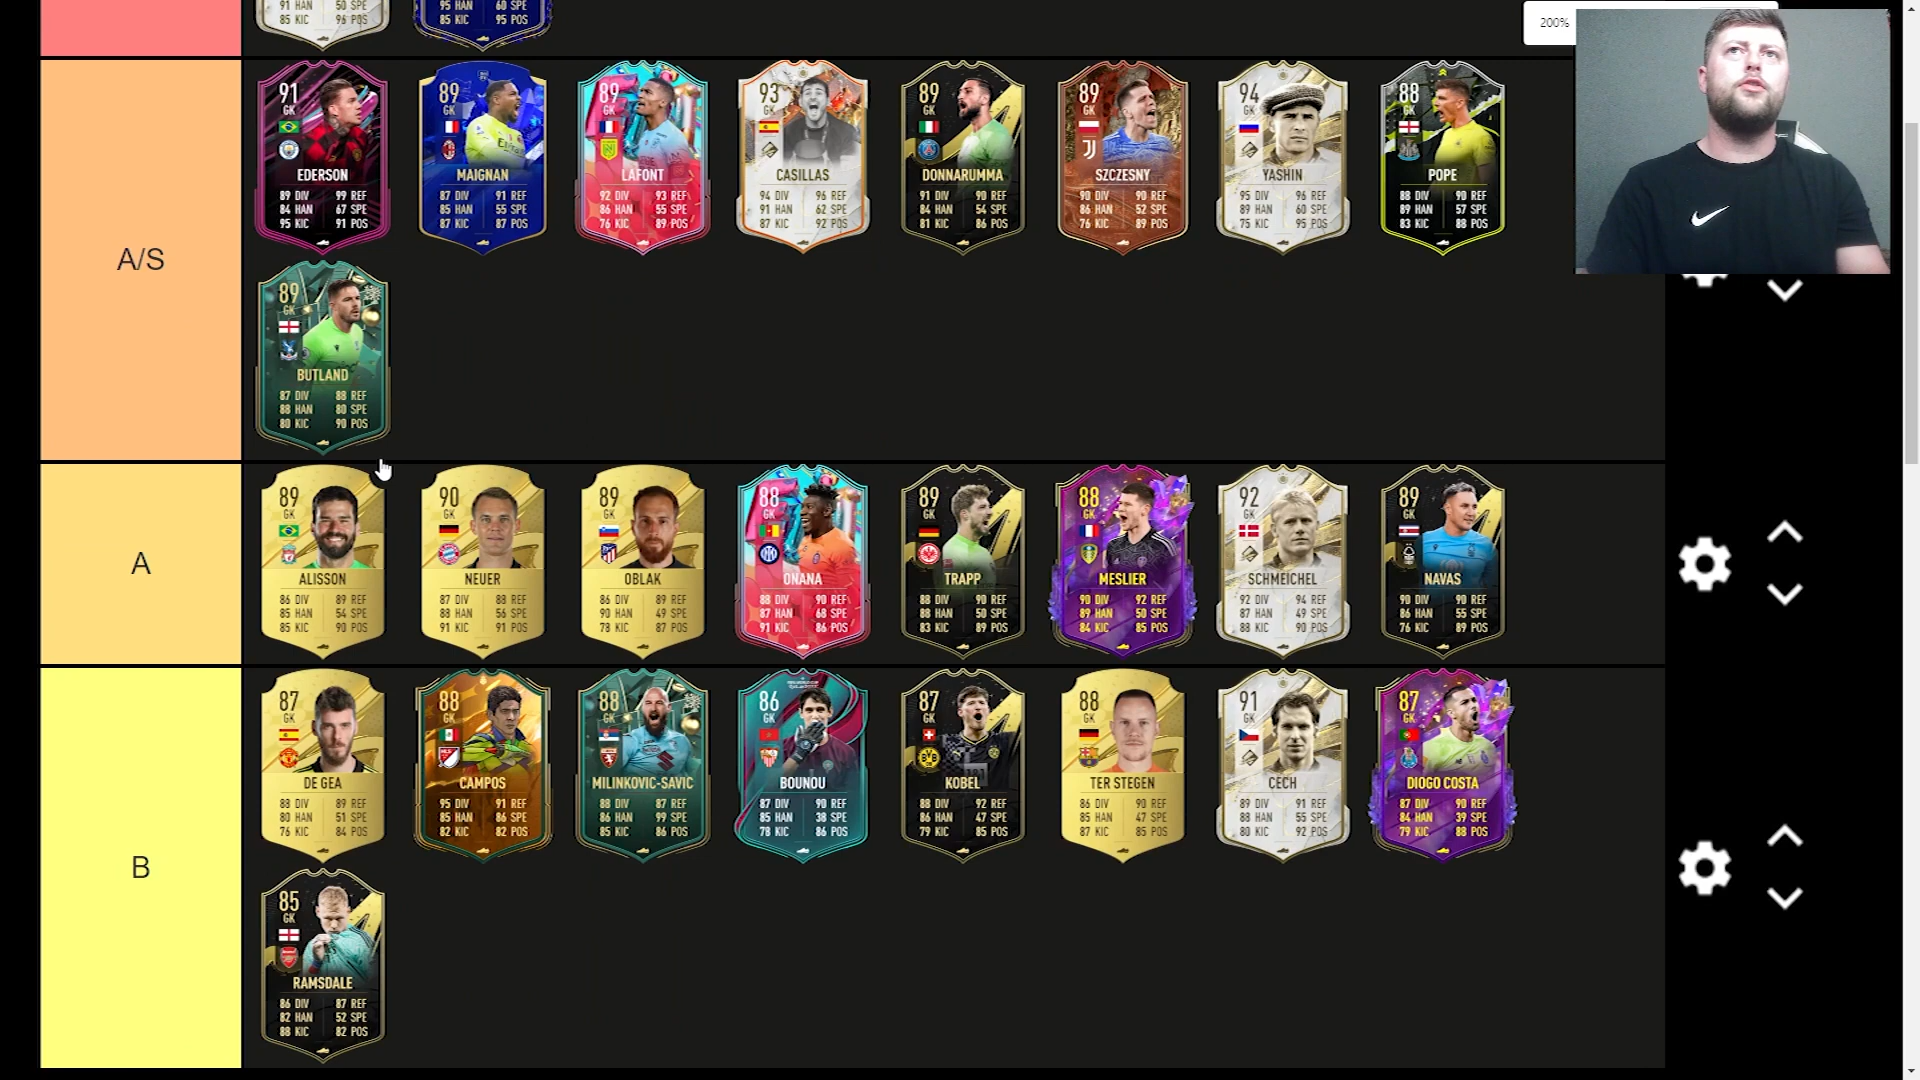 91 HAN 50 SPE
85 KIC 96 POS
95 HAN 60 SPE
85 KIC 95 POS
200%
A/S
91
GK
EDERSON
89 DIV 99 REF
84 HAN 67 SPE
95 KIC 91 POS
89
GK
MAIGNAN
87 DIV 91 REF
85 HAN 55 SPE
87 KIC 87 POS
89
GK
LAFONT
92 DIV 93 REF
86 HAN 55 SPE
76 KIC 89 POS
93
GK
CASILLAS
94 DIV 96 REF
91 HAN 62 SPE
87 KIC 92 POS
89
GK
DONNARUMMA
91 DIV 90 REF
84 HAN 54 SPE
81 KIC 86 POS
89
GK
SZCZESNY
90 DIV 90 REF
86 HAN 52 SPE
76 KIC 89 POS
94
GK
YASHIN
95 DIV 96 REF
89 HAN 60 SPE
75 KIC 95 POS
88
GK
POPE
88 DIV 90 REF
89 HAN 57 SPE
83 KIC 88 POS
89
GK
BUTLAND
87 DIV 88 REF
88 HAN 80 SPE
80 KIC 90 POS
A
89
GK
ALISSON
86 DIV 89 REF
85 HAN 54 SPE
85 KIC 90 POS
90
GK
NEUER
87 DIV 88 REF
88 HAN 56 SPE
91 KIC 91 POS
89
GK
OBLAK
86 DIV 89 REF
90 HAN 49 SPE
78 KIC 87 POS
88
GK
ONANA
88 DIV 90 REF
87 HAN 68 SPE
91 KIC 86 POS
89
GK
TRAPP
88 DIV 90 REF
88 HAN 50 SPE
83 KIC 89 POS
88
GK
MESLIER
90 DIV 92 REF
89 HAN 50 SPE
84 KIC 85 POS
92
GK
SCHMEICHEL
92 DIV 94 REF
87 HAN 49 SPE
88 KIC 90 POS
89
GK
NAVAS
90 DIV 90 REF
86 HAN 55 SPE
76 KIC 89 POS
B
87
GK
DE GEA
88 DIV 89 REF
80 HAN 51 SPE
76 KIC 84 POS
88
GK
CAMPOS
95 DIV 91 REF
85 HAN 86 SPE
82 KIC 82 POS
88
GK
MILINKOVIC-SAVIC
88 DIV 87 REF
86 HAN 99 SPE
85 KIC 86 POS
86
GK
BOUNOU
87 DIV 90 REF
85 HAN 38 SPE
78 KIC 86 POS
87
GK
KOBEL
88 DIV 92 REF
86 HAN 47 SPE
79 KIC 85 POS
88
GK
TER STEGEN
86 DIV 90 REF
85 HAN 47 SPE
87 KIC 85 POS
91
GK
CECH
89 DIV 91 REF
88 HAN 55 SPE
80 KIC 92 POS
87
GK
DIOGO COSTA
87 DIV 90 REF
84 HAN 39 SPE
79 KIC 88 POS
85
GK
RAMSDALE
86 DIV 87 REF
82 HAN 52 SPE
88 KIC 82 POS